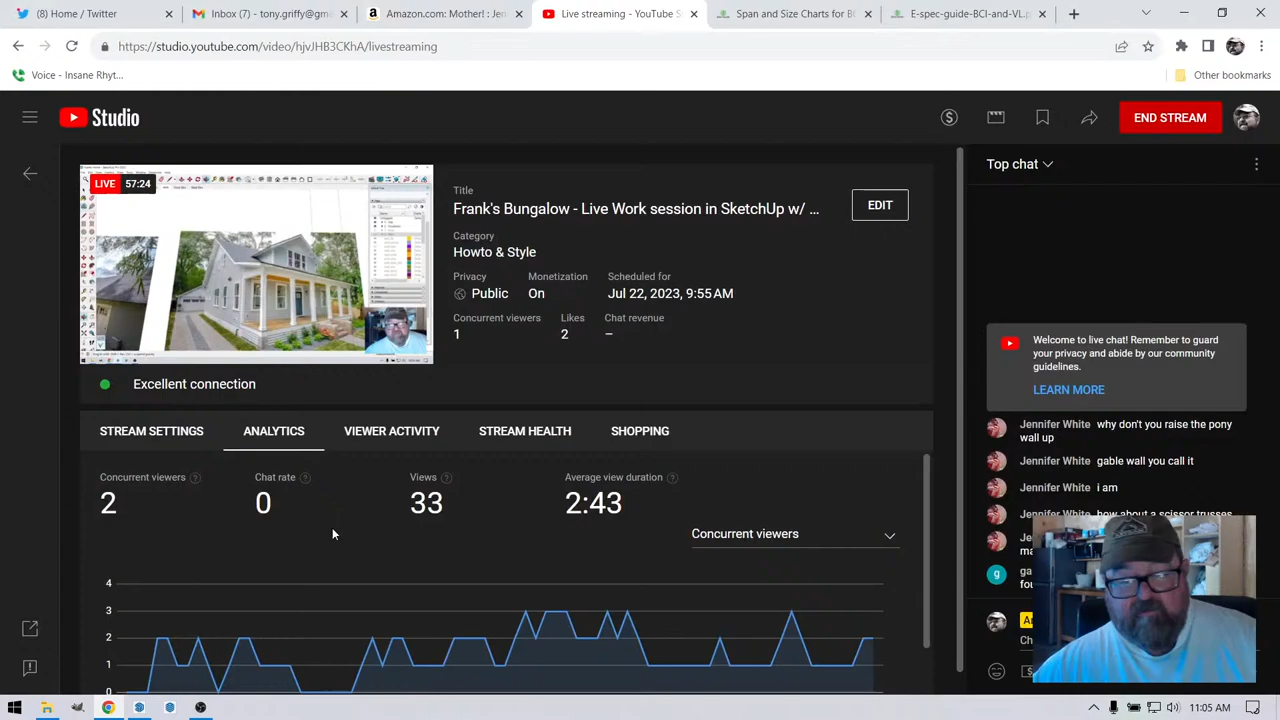 (8) Home / Twitter
Inbox (7) - tony.griffy@gm
Amazon.com: Mother! : Jen
Live streaming - YouTube S
Span and Size Charts for BC
E-spec-guide-BCI-and-VL.p
https://studio.youtube.com/video/hjvJHB3CKhA/livestreaming
Voice - Insane Rhyt...
Other bookmarks
Studio
END STREAM
LIVE 57:24
Title
Frank's Bungalow - Live Work session in SketchUp w/ ...
EDIT
Category
Howto & Style
Privacy Monetization Scheduled for
Public On Jul 22, 2023, 9:55 AM
Concurrent viewers Likes Chat revenue
1 2 –
Excellent connection
STREAM SETTINGS ANALYTICS VIEWER ACTIVITY STREAM HEALTH SHOPPING
Concurrent viewers Chat rate Views Average view duration
2 0 33 2:43
Concurrent viewers
4
3
2
1
0
Top chat
Welcome to live chat! Remember to guard
your privacy and abide by our community
guidelines.
LEARN MORE
Jennifer White why don't you raise the pony
wall up
Jennifer White gable wall you call it
Jennifer White i am
Jennifer White how about a scissor trusses
11:05 AM